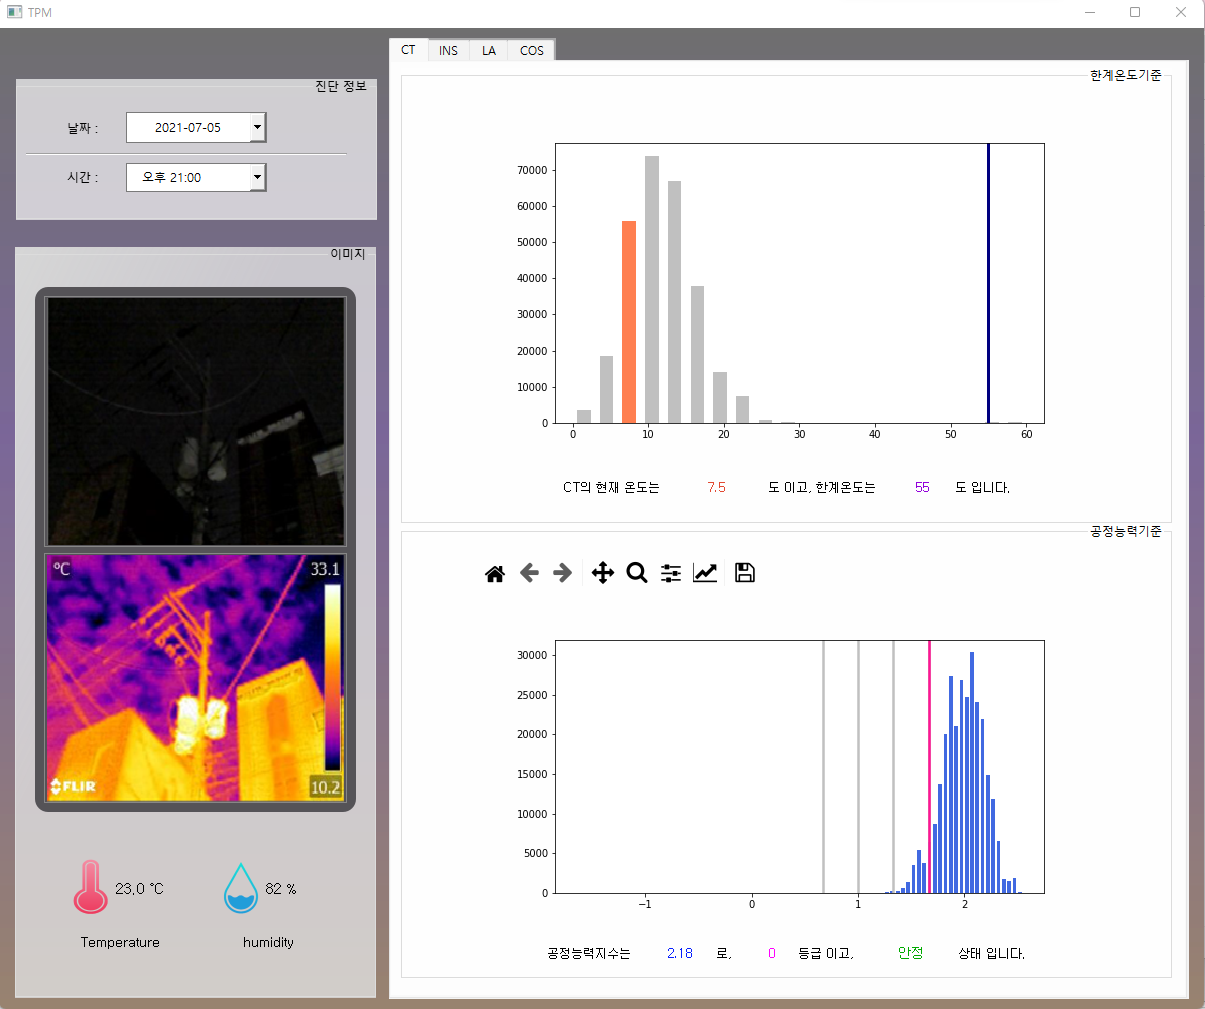 TPM
진단 정보
날짜 :
2021-07-05
시간 :
오후 21:00
이미지
°C
33.1
FLIR
10.2
23.0 °C
82 %
Temperature
humidity
CT INS LA COS
한계온도기준
70000
60000
50000
40000
30000
20000
10000
0
0 10 20 30 40 50 60
CT의 현재 온도는 7.5 도 이고, 한계온도는 55 도 입니다.
공정능력기준
30000
25000
20000
15000
10000
5000
0
−1 0 1 2
공정능력지수는 2.18 로, 0 등급 이고, 안정 상태 입니다.